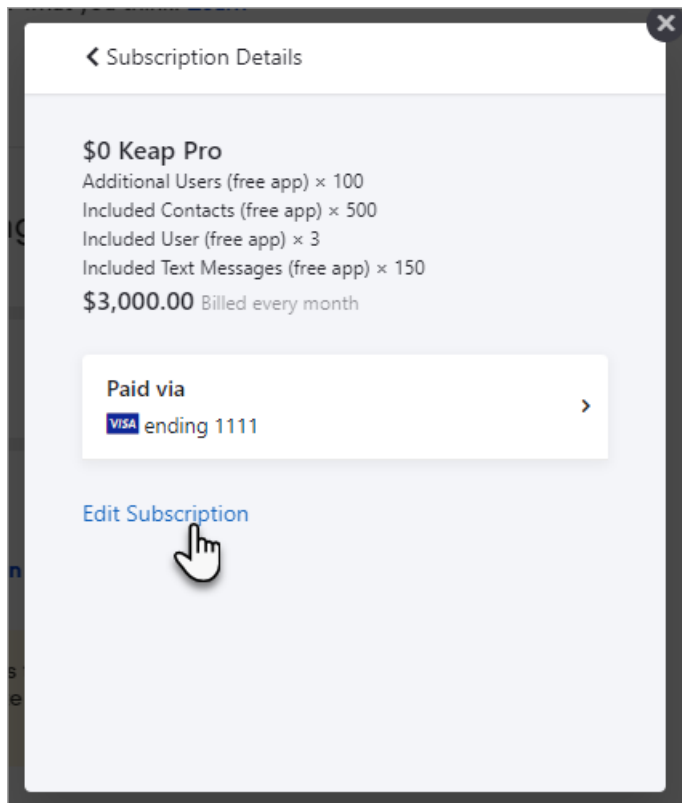 Subscription Details
$0 Keap Pro
Additional Users (free app) × 100
Included Contacts (free app) × 500
Included User (free app) × 3
Included Text Messages (free app) × 150
$3,000.00 Billed every month
Paid via
VISA ending 1111
Edit Subscription